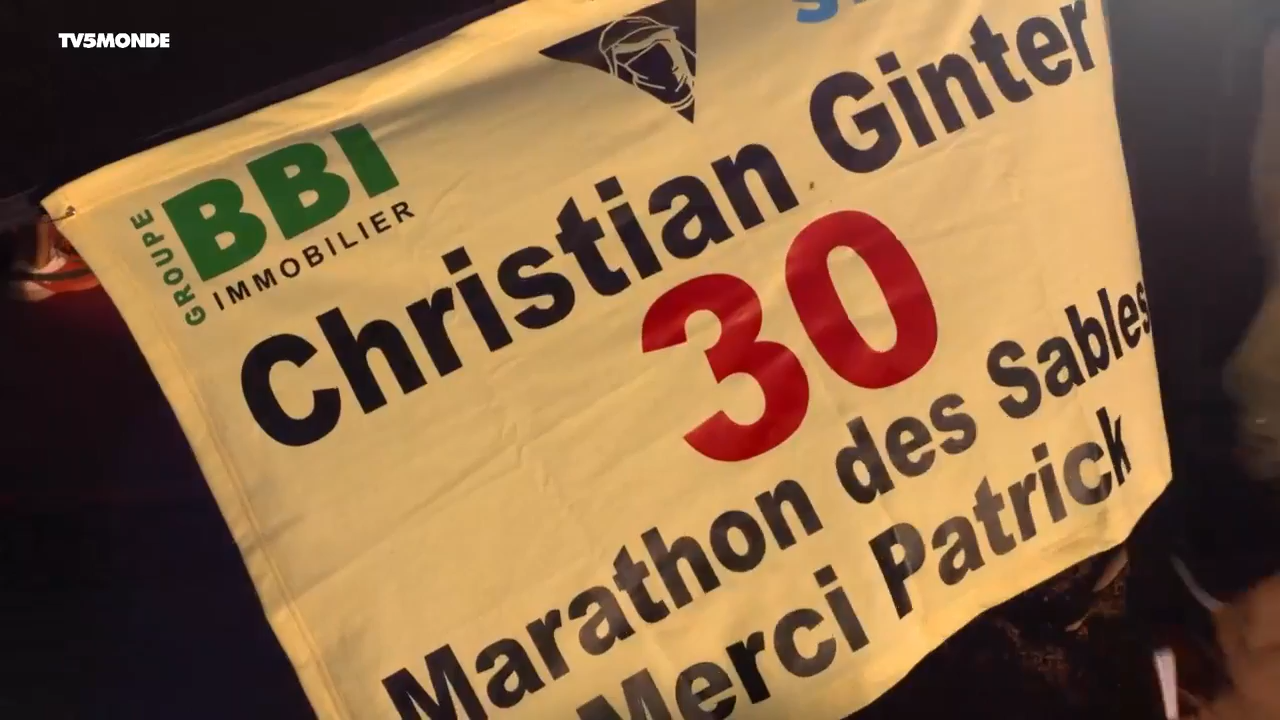 TV5MONDE
GROUPE
BBI
IMMOBILIER
Christian Ginter
30
Marathon des Sables
Merci Patrick